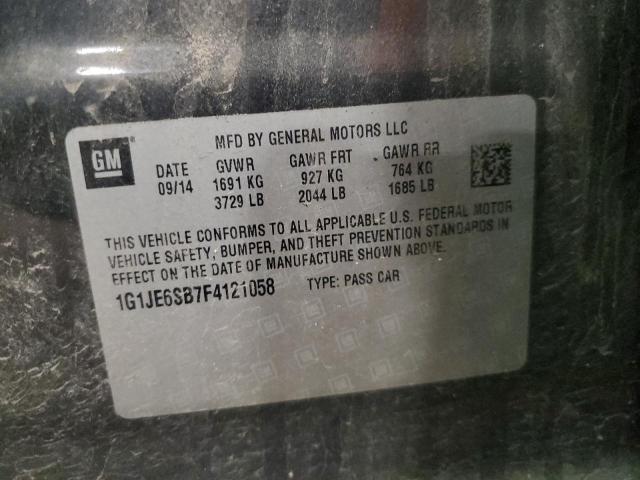 GM
MFD BY GENERAL MOTORS LLC
DATE GVWR GAWR FRT GAWR RR
09/14 1691 KG 927 KG 764 KG
3729 LB 2044 LB 1685 LB
THIS VEHICLE CONFORMS TO ALL APPLICABLE U.S. FEDERAL MOTOR
VEHICLE SAFETY, BUMPER, AND THEFT PREVENTION STANDARDS IN
EFFECT ON THE DATE OF MANUFACTURE SHOWN ABOVE.
1G1JE6SB7F4121058 TYPE: PASS CAR